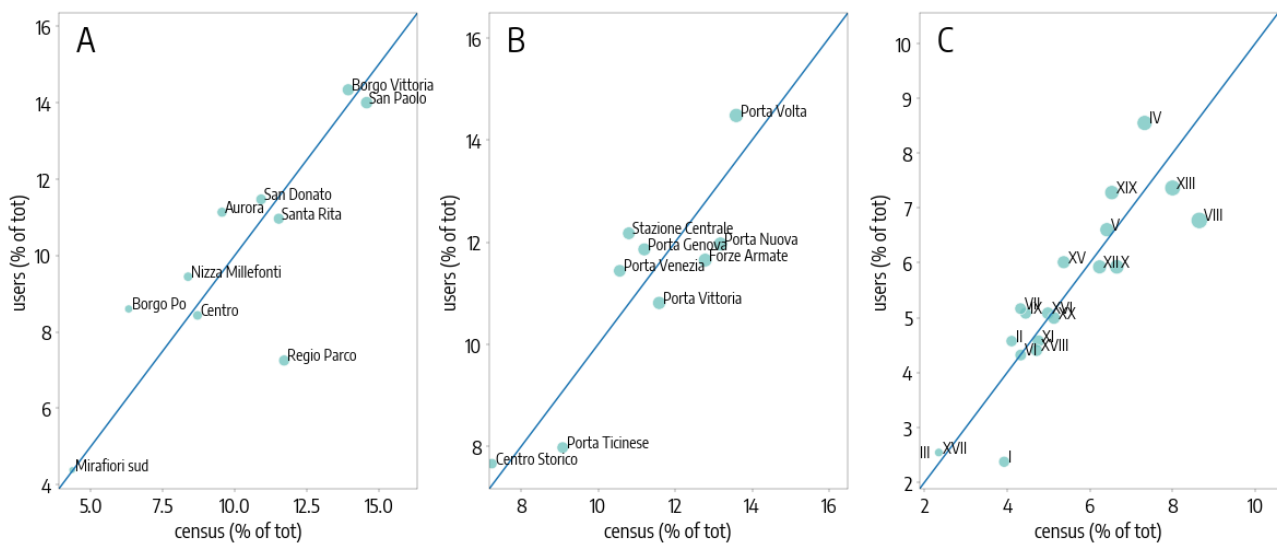 A
B
C
16
14
12
10
8
6
4
users (% of tot)
Borgo Vittoria
San Paolo
San Donato
Aurora
Santa Rita
Nizza Millefonti
Borgo Po
Centro
Regio Parco
Mirafiori sud
5.0 7.5 10.0 12.5 15.0
census (% of tot)
16
14
12
10
8
users (% of tot)
Porta Volta
Stazione Centrale
Porta Nuova
Porta Genova
Forze Armate
Porta Venezia
Porta Vittoria
Porta Ticinese
Centro Storico
8 10 12 14 16
census (% of tot)
10
9
8
7
6
5
4
3
2
users (% of tot)
IV
XIX
XIII
VIII
V
XV
XII
X
VII
IX
XVI
XX
II
XI
VI
XVIII
III
XVII
I
2 4 6 8 10
census (% of tot)